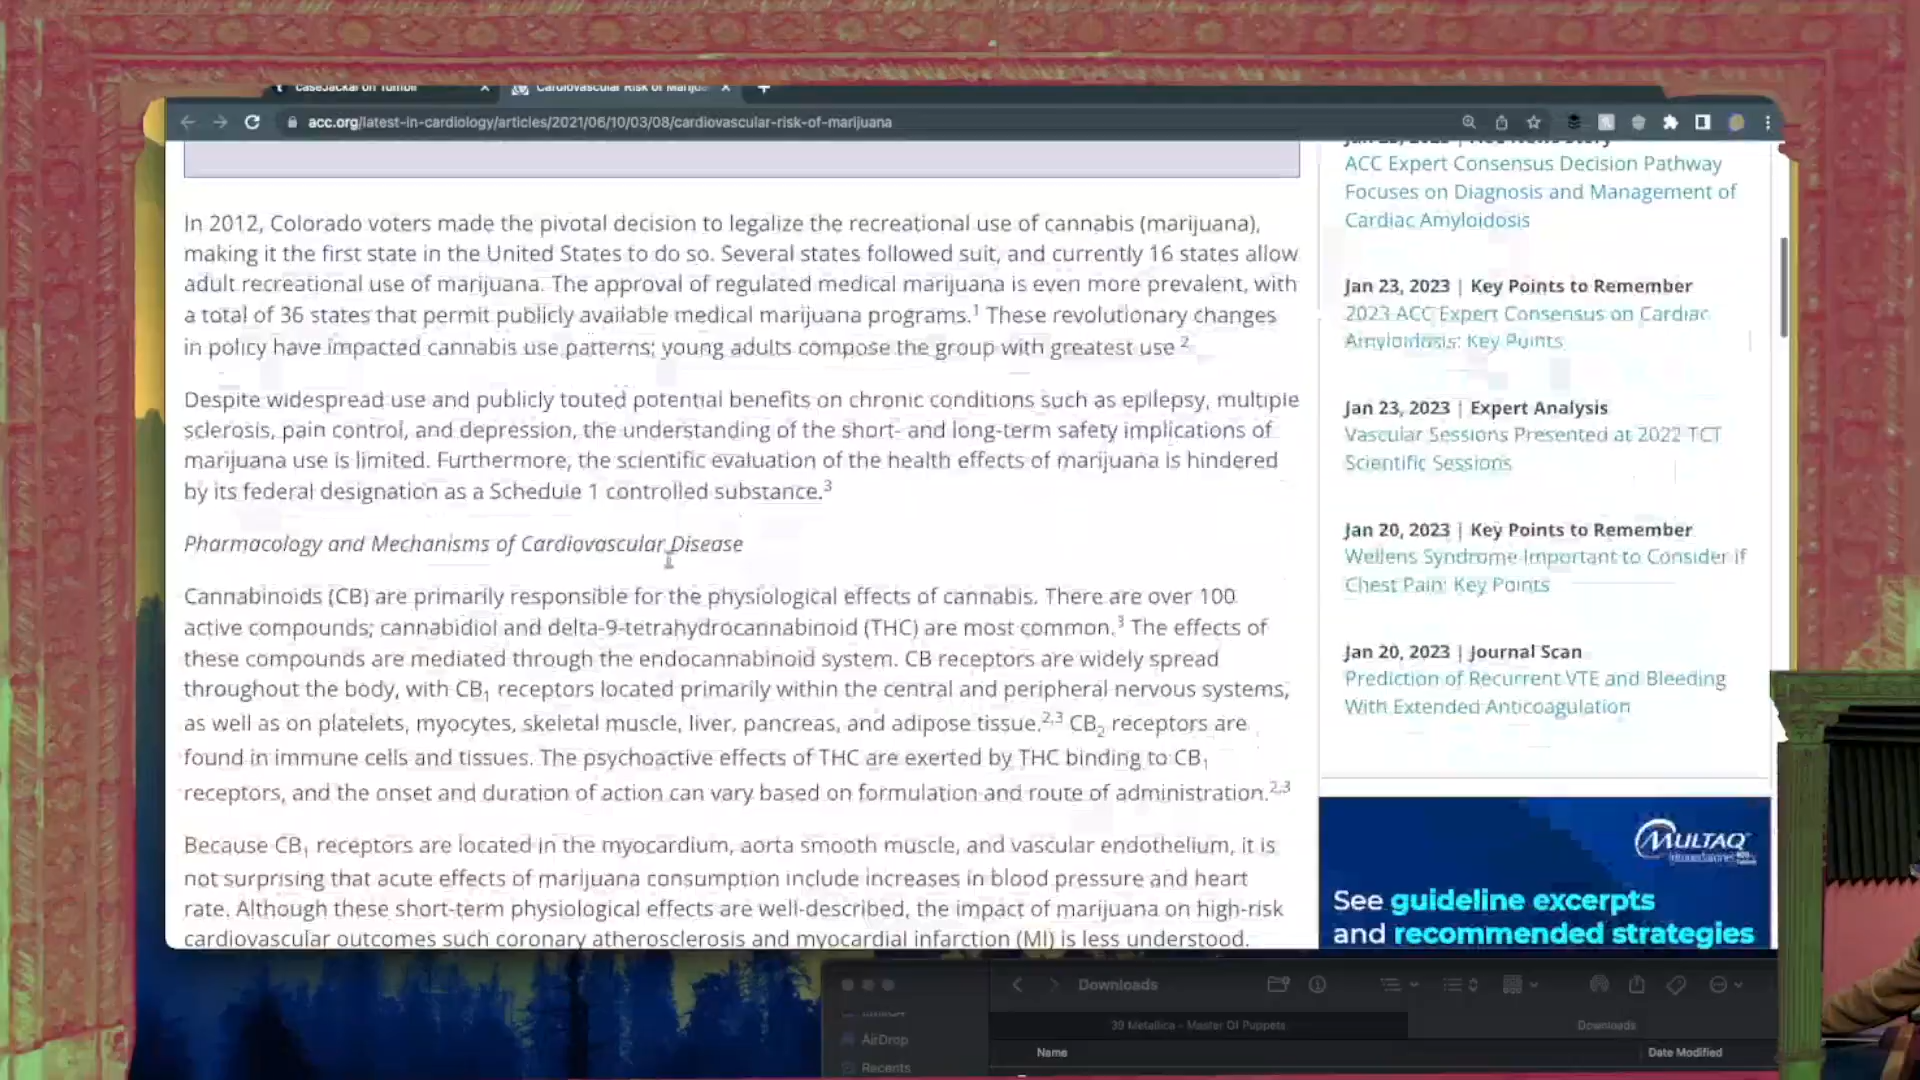 caseJackal on Tumblr
Cardiovascular Risk of Mariju
acc.org/latest-in-cardiology/articles/2021/06/10/03/08/cardiovascular-risk-of-marijuana
In 2012, Colorado voters made the pivotal decision to legalize the recreational use of cannabis (marijuana),
making it the first state in the United States to do so. Several states followed suit, and currently 16 states allow
adult recreational use of marijuana. The approval of regulated medical marijuana is even more prevalent, with
a total of 36 states that permit publicly available medical marijuana programs.1 These revolutionary changes
in policy have impacted cannabis use patterns; young adults compose the group with greatest use 2
Despite widespread use and publicly touted potential benefits on chronic conditions such as epilepsy, multiple
sclerosis, pain control, and depression, the understanding of the short- and long-term safety implications of
marijuana use is limited. Furthermore, the scientific evaluation of the health effects of marijuana is hindered
by its federal designation as a Schedule 1 controlled substance.3
Pharmacology and Mechanisms of Cardiovascular Disease
Cannabinoids (CB) are primarily responsible for the physiological effects of cannabis. There are over 100
active compounds; cannabidiol and delta-9-tetrahydrocannabinoid (THC) are most common.3 The effects of
these compounds are mediated through the endocannabinoid system. CB receptors are widely spread
throughout the body, with CB1 receptors located primarily within the central and peripheral nervous systems,
as well as on platelets, myocytes, skeletal muscle, liver, pancreas, and adipose tissue.2,3 CB2 receptors are
found in immune cells and tissues. The psychoactive effects of THC are exerted by THC binding to CB1
receptors, and the onset and duration of action can vary based on formulation and route of administration.2,3
Because CB1 receptors are located in the myocardium, aorta smooth muscle, and vascular endothelium, it is
not surprising that acute effects of marijuana consumption include increases in blood pressure and heart
rate. Although these short-term physiological effects are well-described, the impact of marijuana on high-risk
cardiovascular outcomes such coronary atherosclerosis and myocardial infarction (MI) is less understood.
ACC Expert Consensus Decision Pathway
Focuses on Diagnosis and Management of
Cardiac Amyloidosis
Jan 23, 2023 | Key Points to Remember
2023 ACC Expert Consensus on Cardiac
Amyloidosis: Key Points
Jan 23, 2023 | Expert Analysis
Vascular Sessions Presented at 2022 TCT
Scientific Sessions
Jan 20, 2023 | Key Points to Remember
Wellens Syndrome Important to Consider if
Chest Pain: Key Points
Jan 20, 2023 | Journal Scan
Prediction of Recurrent VTE and Bleeding
With Extended Anticoagulation
MULTAQ
See guideline excerpts
and recommended strategies
Downloads
39 Metallica - Master Of Puppets
Downloads
AirDrop
Recents
Name
Date Modified